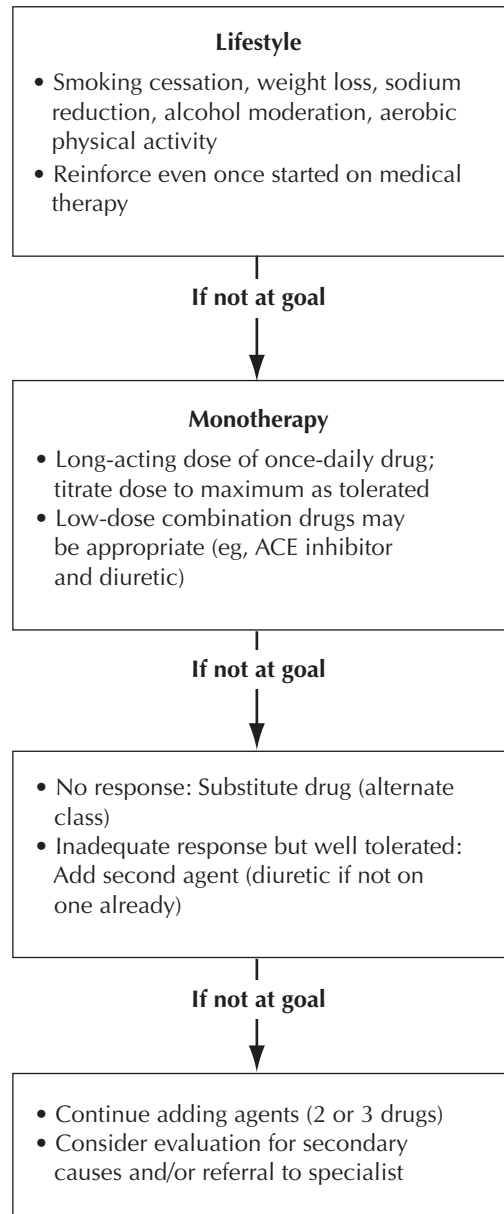 Lifestyle
• Smoking cessation, weight loss, sodium
reduction, alcohol moderation, aerobic
physical activity
• Reinforce even once started on medical
therapy
If not at goal
Monotherapy
• Long-acting dose of once-daily drug;
titrate dose to maximum as tolerated
• Low-dose combination drugs may
be appropriate (eg, ACE inhibitor
and diuretic)
If not at goal
• No response: Substitute drug (alternate
class)
• Inadequate response but well tolerated:
Add second agent (diuretic if not on
one already)
If not at goal
• Continue adding agents (2 or 3 drugs)
• Consider evaluation for secondary
causes and/or referral to specialist